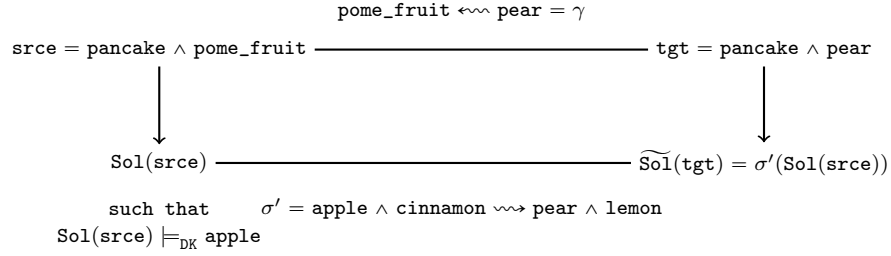 pome_fruit ↜ pear = γ
srce = pancake ∧ pome_fruit
tgt = pancake ∧ pear
Sol(srce)
S͠ol(tgt) = σ′(Sol(srce))
such that
σ′ = apple ∧ cinnamon ⇝ pear ∧ lemon
Sol(srce) ⊨DK apple